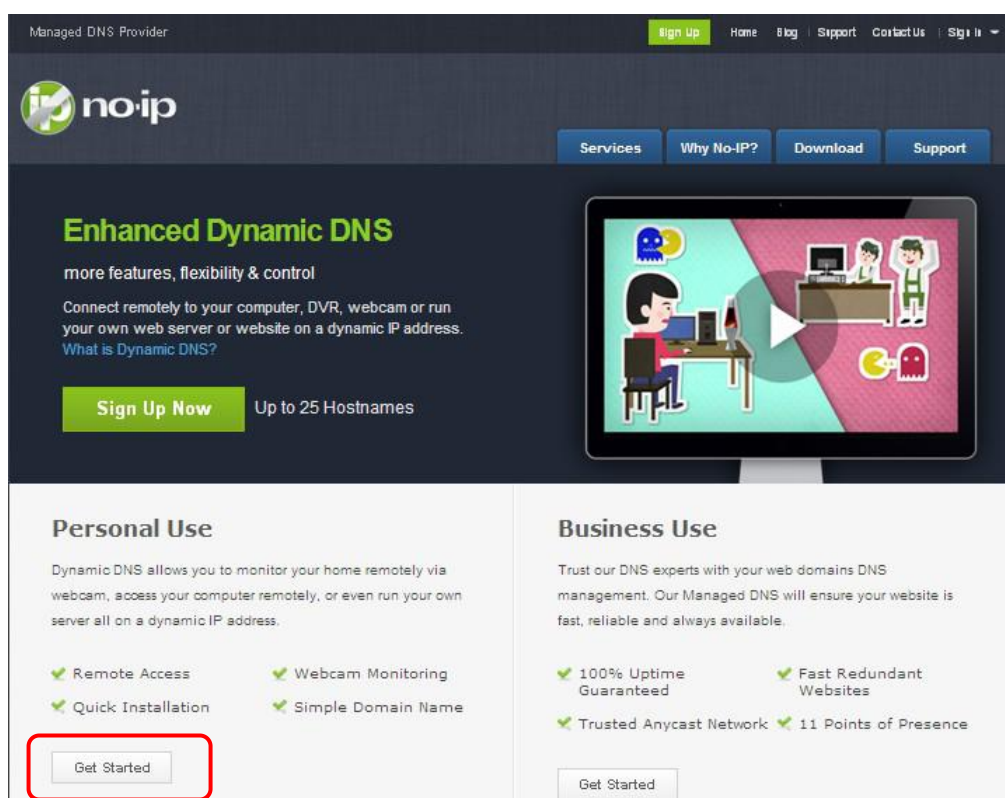 Managed DNS Provider
Sign Up Home Blog Support Contact Us Sign In
ip no·ip
Services Why No-IP? Download Support
Enhanced Dynamic DNS
more features, flexibility & control
Connect remotely to your computer, DVR, webcam or run
your own web server or website on a dynamic IP address.
What is Dynamic DNS?
Sign Up Now Up to 25 Hostnames
Personal Use
Dynamic DNS allows you to monitor your home remotely via
webcam, access your computer remotely, or even run your own
server all on a dynamic IP address.
Remote Access Webcam Monitoring
Quick Installation Simple Domain Name
Get Started
Business Use
Trust our DNS experts with your web domains DNS
management. Our Managed DNS will ensure your website is
fast, reliable and always available.
100% Uptime
Guaranteed
Fast Redundant
Websites
Trusted Anycast Network 11 Points of Presence
Get Started